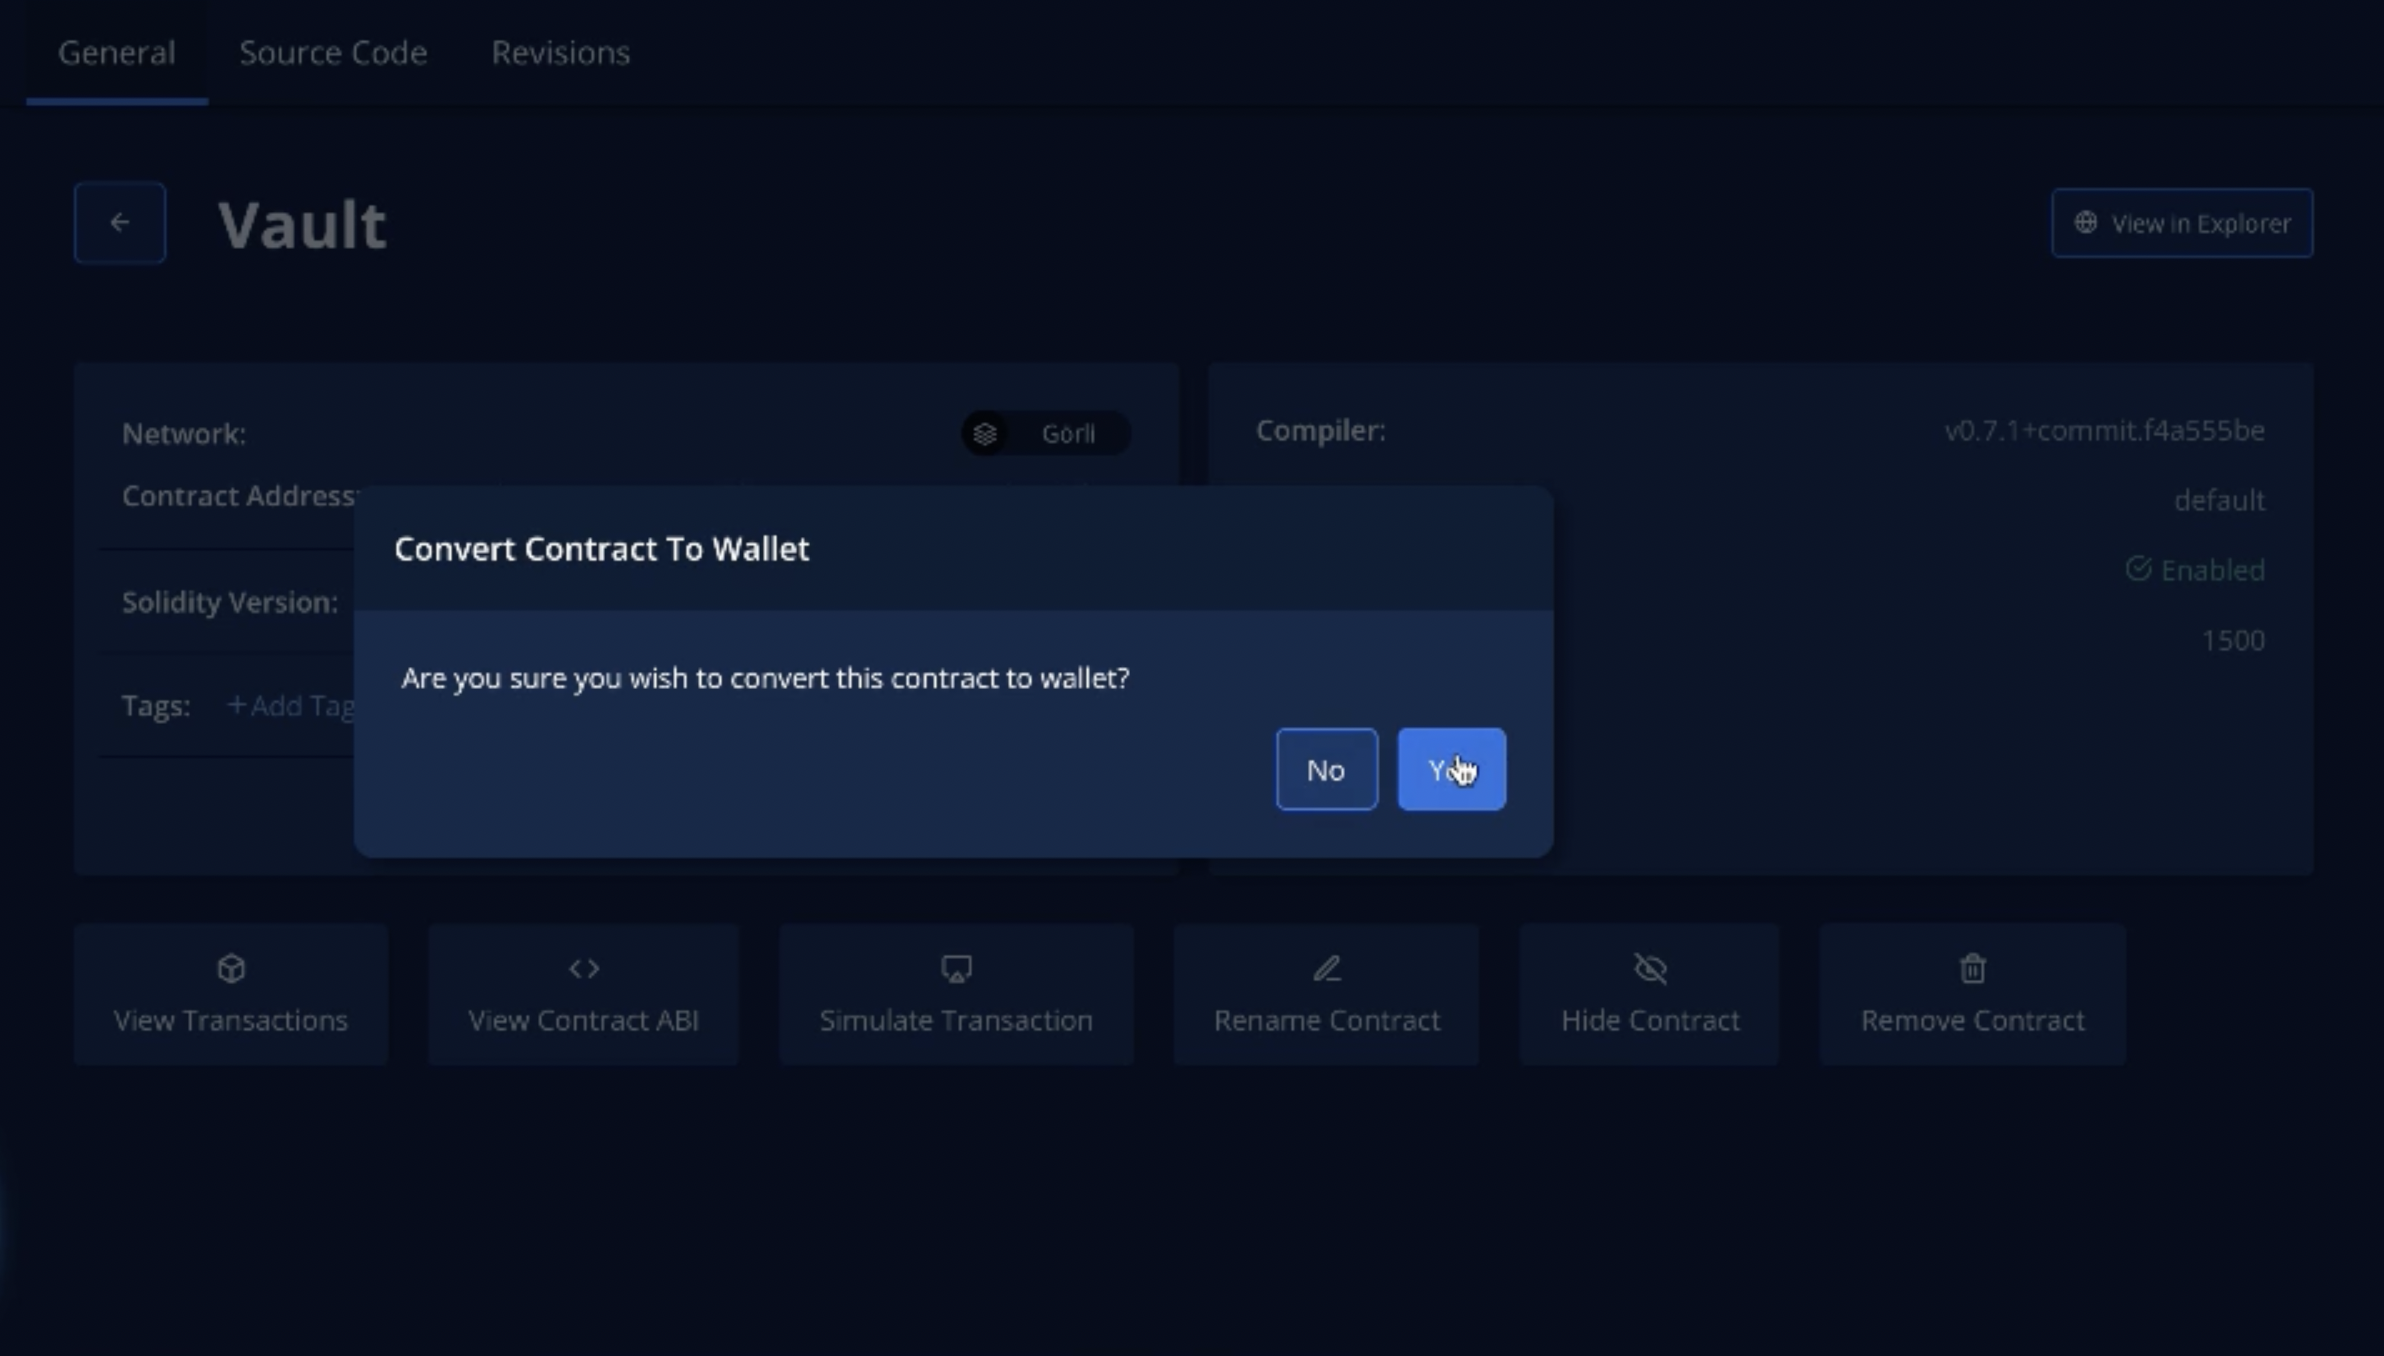 General Source Code Revisions
Vault
View in Explorer
Network: Görli
Contract Address:
Solidity Version:
Tags: +Add Tag
Compiler: v0.7.1+commit.f4a555be
default
Enabled
1500
Convert Contract To Wallet
Are you sure you wish to convert this contract to wallet?
No
View Transactions
View Contract ABI
Simulate Transaction
Rename Contract
Hide Contract
Remove Contract